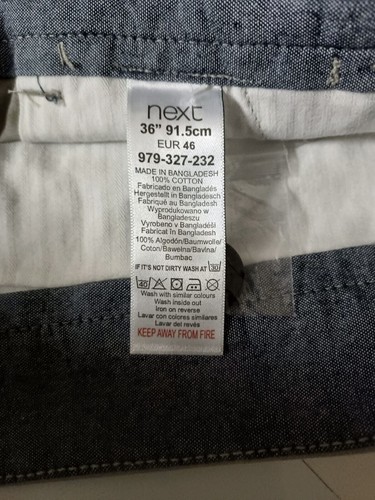 next
36" 91.5cm
EUR 46
979-327-232
MADE IN BANGLADESH
100% COTTON
Fabricado en Bangladés
Hergestellt in Bangladesch
Fabriqué au Bangladesh
Wyprodukowano w
Bangladeszu
Vyrobeno v Bangladéši
Fabricat în Bangladesh
100% Algodón/Baumwolle/
Coton/Bawełna/Bavlna/
Bumbac
IF IT'S NOT DIRTY WASH AT 30
40
Wash with similar colours
Wash inside out
Iron on reverse
Lavar con colores similares
Lavar del revés
KEEP AWAY FROM FIRE